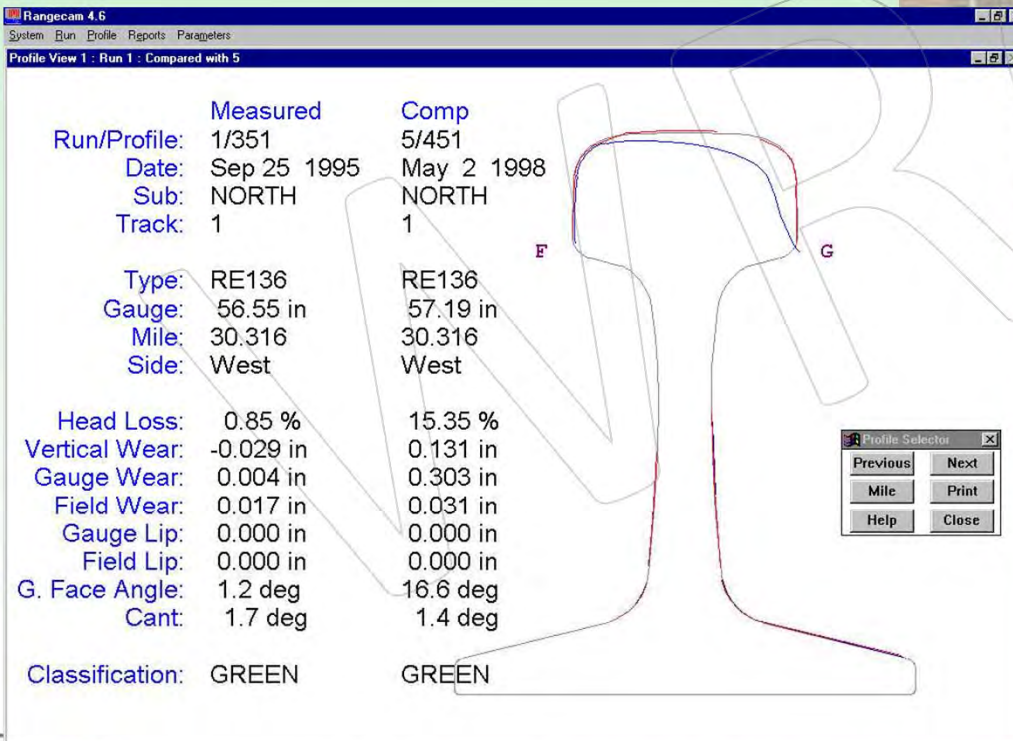 Rangecam 4.6
System Run Profile Reports Parameters
Profile View 1 : Run 1 : Compared with 5
Measured Comp
Run/Profile: 1/351 5/451
Date: Sep 25 1995 May 2 1998
Sub: NORTH NORTH
Track: 1 1
F G
Type: RE136 RE136
Gauge: 56.55 in 57.19 in
Mile: 30.316 30.316
Side: West West
Head Loss: 0.85 % 15.35 %
Vertical Wear: -0.029 in 0.131 in
Gauge Wear: 0.004 in 0.303 in
Field Wear: 0.017 in 0.031 in
Gauge Lip: 0.000 in 0.000 in
Field Lip: 0.000 in 0.000 in
G. Face Angle: 1.2 deg 16.6 deg
Cant: 1.7 deg 1.4 deg
Classification: GREEN GREEN
Profile Selector
Previous Next
Mile Print
Help Close
WR